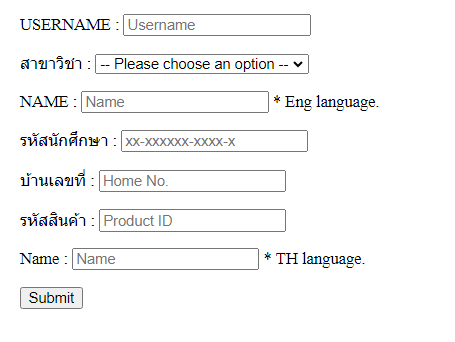 USERNAME : Username
สาขาวิชา : -- Please choose an option --
NAME : Name * Eng language.
รหัสนักศึกษา : xx-xxxxxx-xxxx-x
บ้านเลขที่ : Home No.
รหัสสินค้า : Product ID
Name : Name * TH language.
Submit